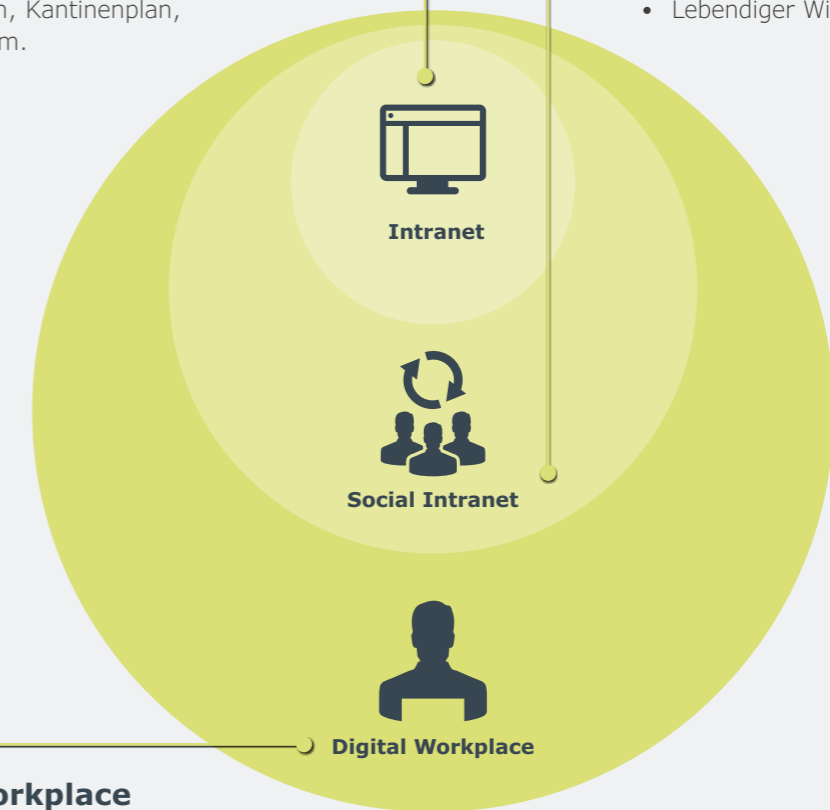 n, Kantinenplan,
m.
• Lebendiger Wi
Intranet
Social Intranet
Digital Workplace
orkplace